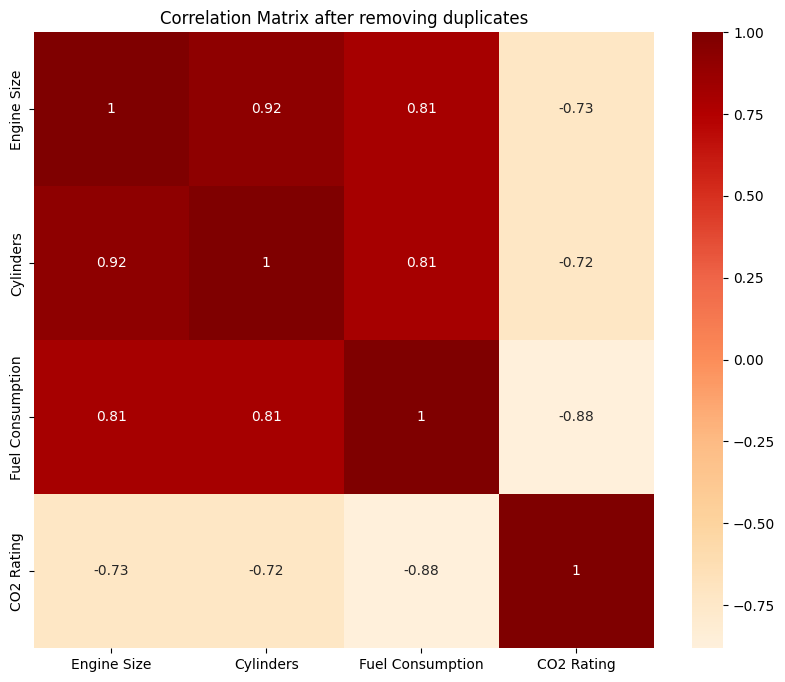 Correlation Matrix after removing duplicates
Engine Size
1
0.92
0.81
-0.73
Cylinders
0.92
1
0.81
-0.72
Fuel Consumption
0.81
0.81
1
-0.88
CO2 Rating
-0.73
-0.72
-0.88
1
Engine Size
Cylinders
Fuel Consumption
CO2 Rating
1.00
0.75
0.50
0.25
0.00
−0.25
−0.50
−0.75